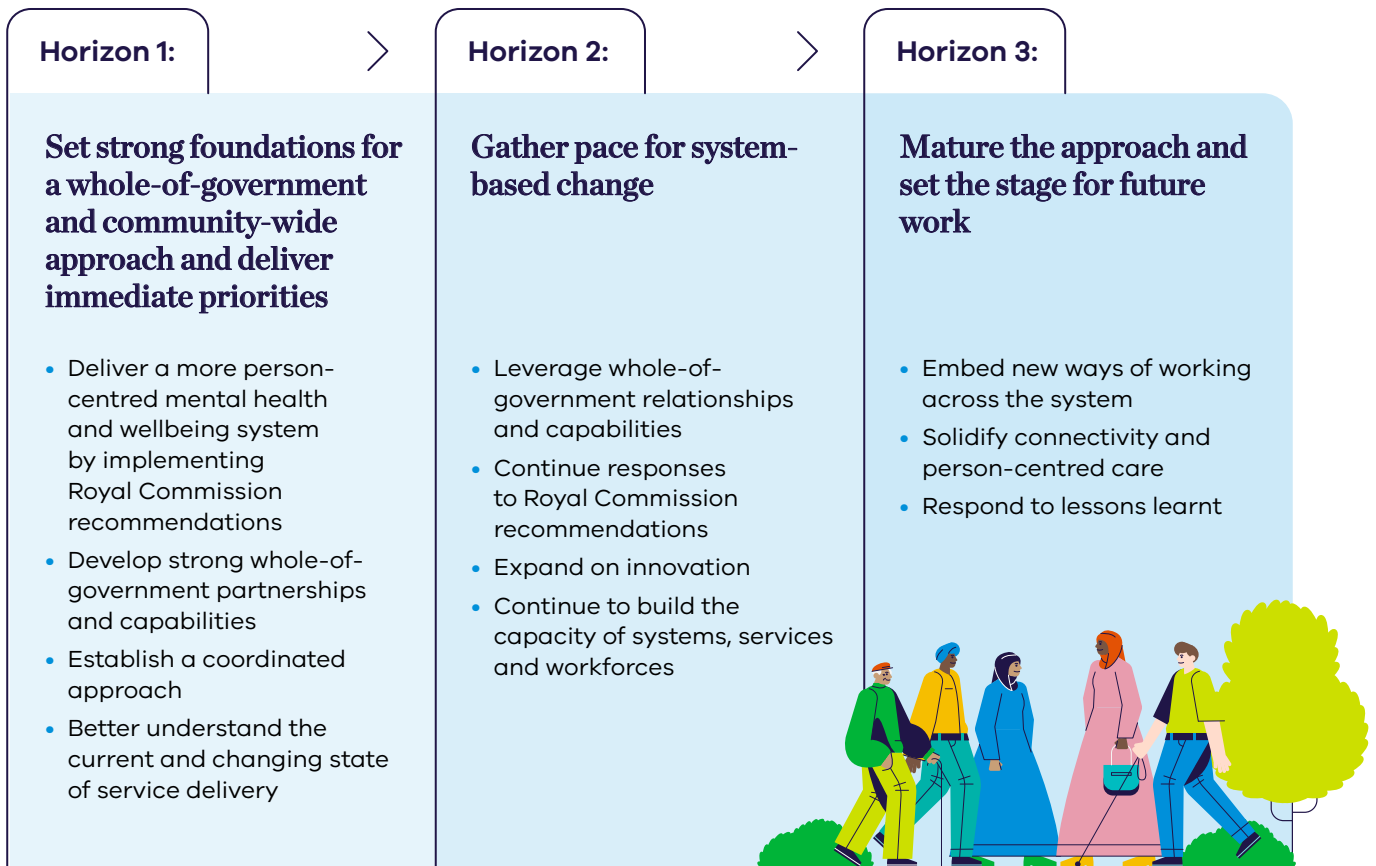 Horizon 1:
Set strong foundations for
a whole-of-government
and community-wide
approach and deliver
immediate priorities
• Deliver a more person-
centred mental health
and wellbeing system
by implementing
Royal Commission
recommendations
• Develop strong whole-of-
government partnerships
and capabilities
• Establish a coordinated
approach
• Better understand the
current and changing state
of service delivery
Horizon 2:
Gather pace for system-
based change
• Leverage whole-of-
government relationships
and capabilities
• Continue responses
to Royal Commission
recommendations
• Expand on innovation
• Continue to build the
capacity of systems, services
and workforces
Horizon 3:
Mature the approach and
set the stage for future
work
• Embed new ways of working
across the system
• Solidify connectivity and
person-centred care
• Respond to lessons learnt